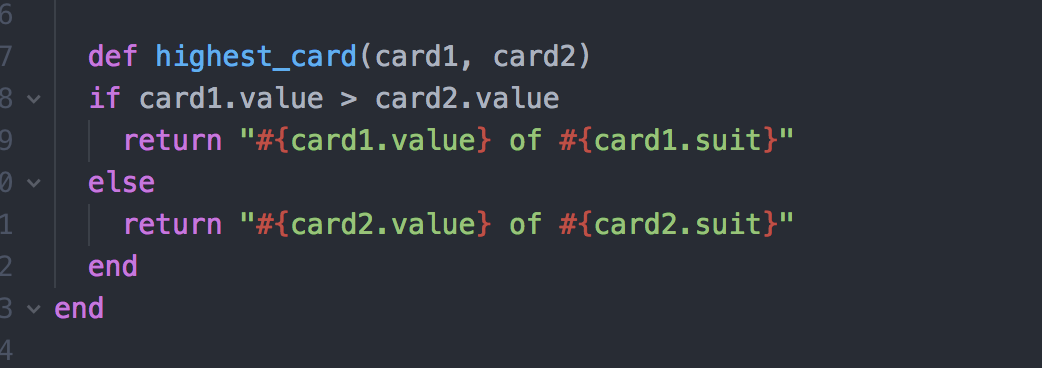 6
7 def highest_card(card1, card2)
8 if card1.value > card2.value
9 return "#{card1.value} of #{card1.suit}"
0 else
1 return "#{card2.value} of #{card2.suit}"
2 end
3 end
4